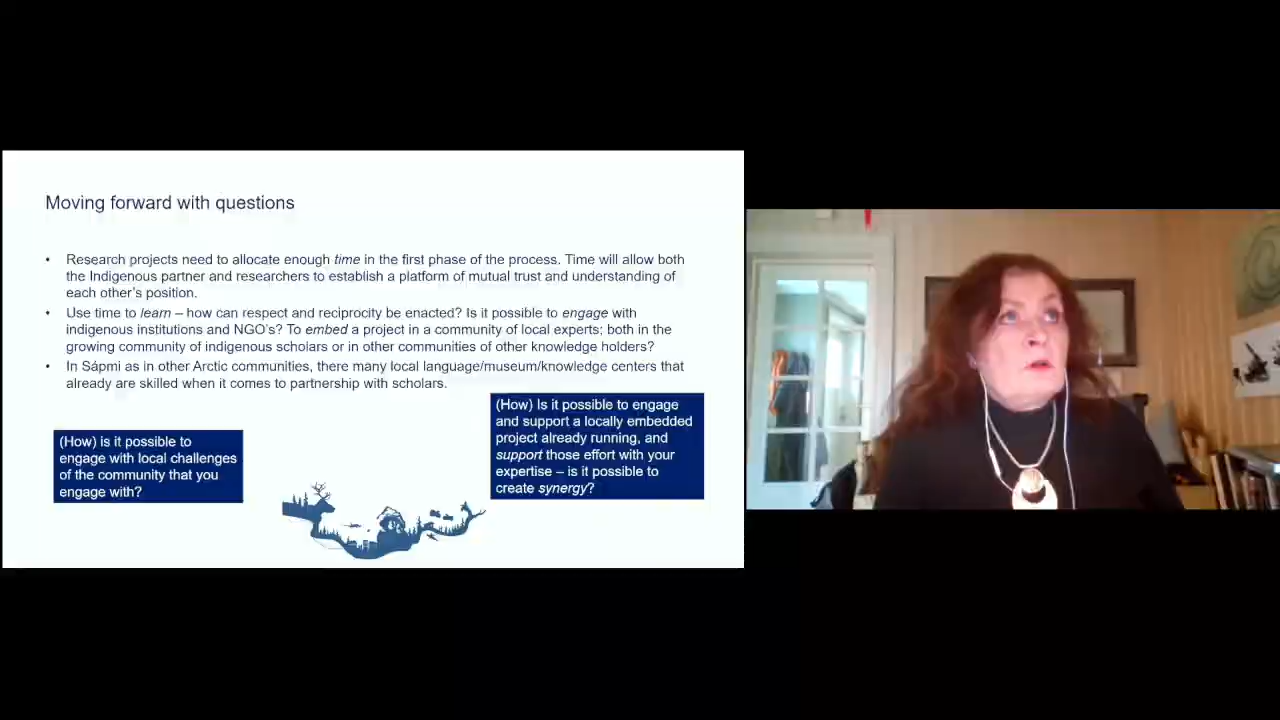 Moving forward with questions
• Research projects need to allocate enough time in the first phase of the process. Time will allow both
the Indigenous partner and researchers to establish a platform of mutual trust and understanding of
each other's position.
• Use time to learn – how can respect and reciprocity be enacted? Is it possible to engage with
indigenous institutions and NGO's? To embed a project in a community of local experts; both in the
growing community of indigenous scholars or in other communities of other knowledge holders?
• In Sápmi as in other Arctic communities, there many local language/museum/knowledge centers that
already are skilled when it comes to partnership with scholars.
(How) is it possible to
engage with local challenges
of the community that you
engage with?
(How) Is it possible to engage
and support a locally embedded
project already running, and
support those effort with your
expertise – is it possible to
create synergy?